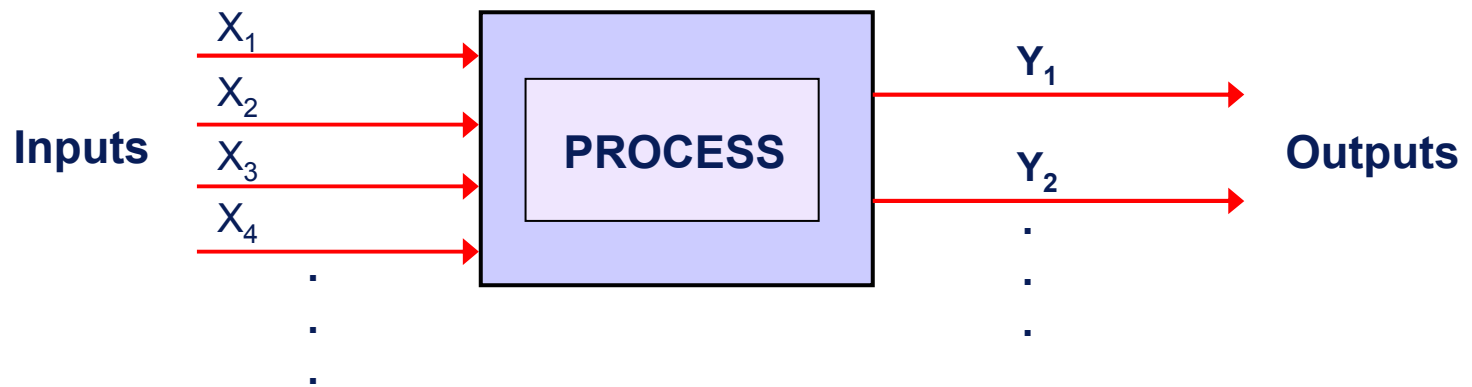 X₁
X₂
X₃
X₄
.
.
.
Inputs
PROCESS
Y₁
Y₂
.
.
.
Outputs